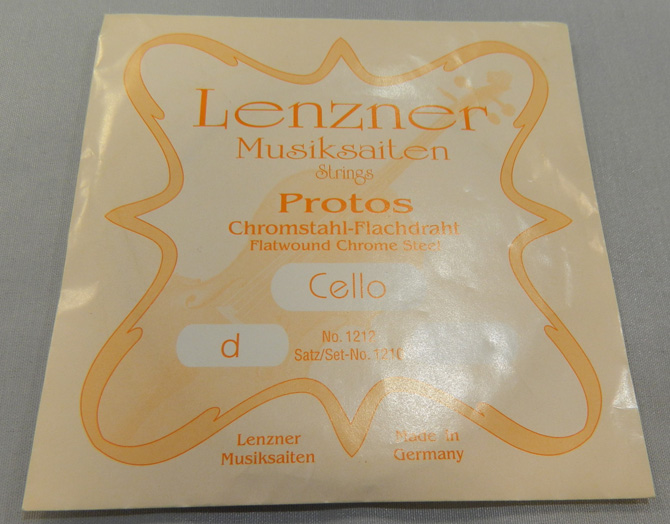 Lenzner
Musiksaiten
Strings
Protos
Chromstahl-Flachdraht
Flatwound Chrome Steel
Cello
d
No. 1212
Satz/Set-No. 1210
Lenzner
Musiksaiten
Made in
Germany